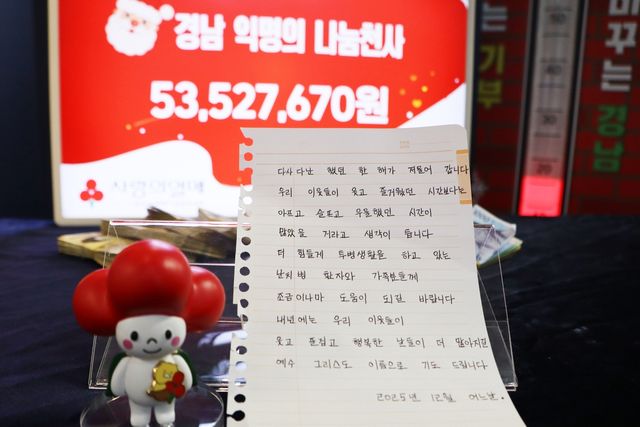 경남 익명의 나눔천사
53,527,670원
사랑의열매
는
기부
바꾸는 경남
다사 다난 했던 한 해가 저물어 갑니다
우리 이웃들이 웃고 즐거웠던 시간보다는
아프고 슬프고 우울했던 시간이
많았을 거라고 생각이 듭니다
더 힘들게 투병생활을 하고 있는
난치병 환자와 가족분들께
조금이나마 도움이 되길 바랍니다
내년에는 우리 이웃들이
웃고 즐겁고 행복한 날들이 더 많아지길
예수 그리스도 이름으로 기도 드립니다
2025년 12월 어느날.